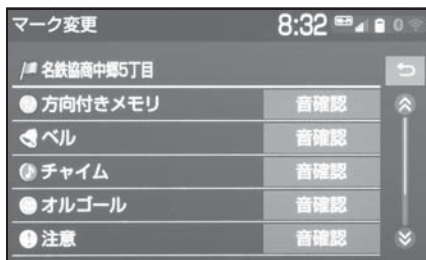 マーク変更 8:32
名鉄協商中郷5丁目
方向付きメモリ 音確認
ベル 音確認
チャイム 音確認
オルゴール 音確認
注意 音確認